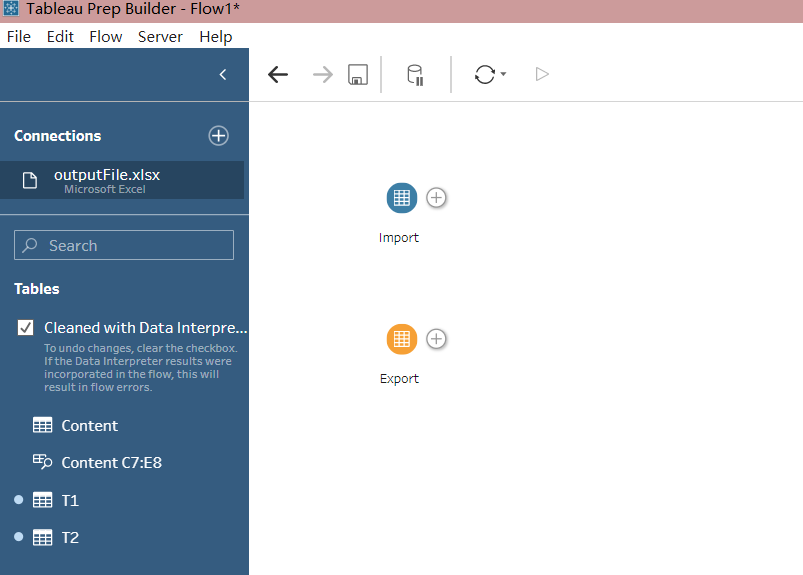 Tableau Prep Builder - Flow1*
File Edit Flow Server Help
Connections
outputFile.xlsx
Microsoft Excel
Search
Tables
Cleaned with Data Interpre...
To undo changes, clear the checkbox.
If the Data Interpreter results were
incorporated in the flow, this will
result in flow errors.
Content
Content C7:E8
T1
T2
Import
Export